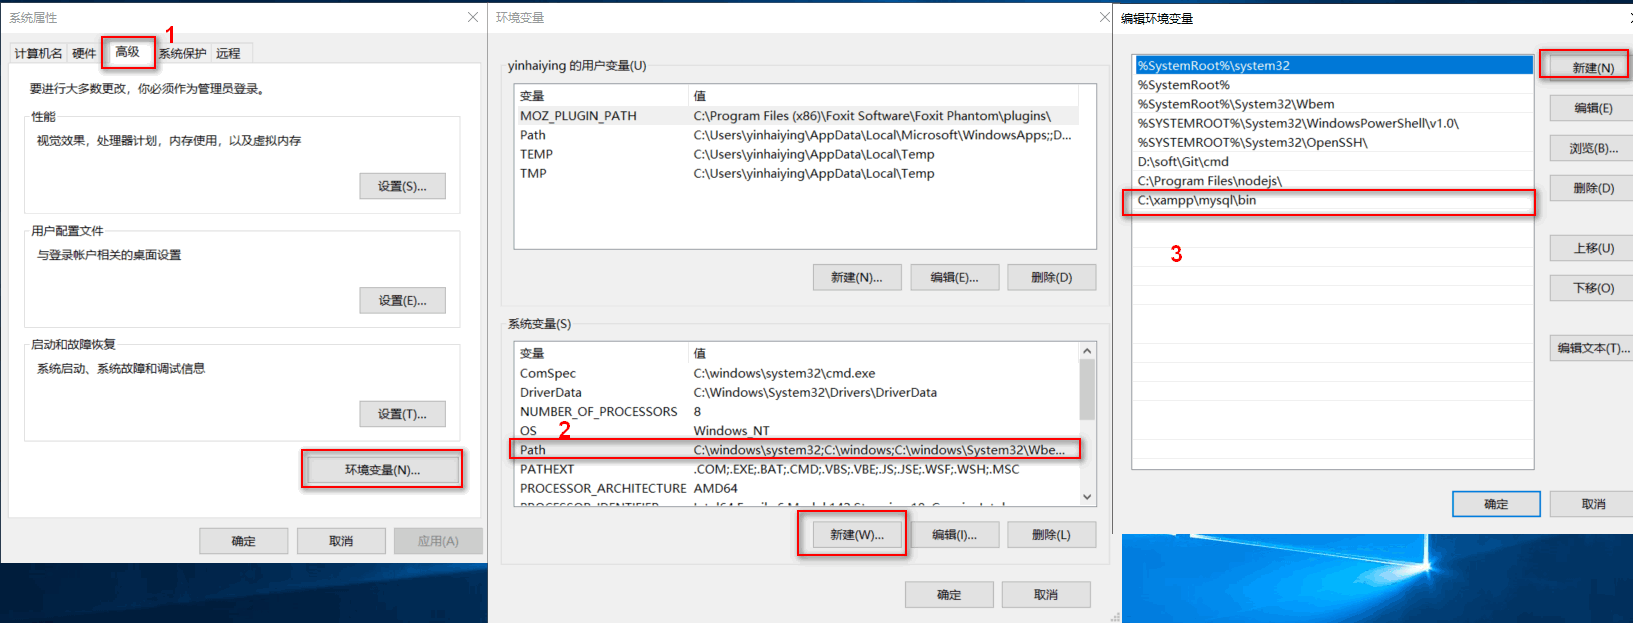 系统属性
1
计算机名
硬件
高级
系统保护
远程
要进行大多数更改，你必须作为管理员登录。
性能
视觉效果，处理器计划，内存使用，以及虚拟内存
设置(S)...
用户配置文件
与登录帐户相关的桌面设置
设置(E)...
启动和故障恢复
系统启动、系统故障和调试信息
设置(T)...
环境变量(N)...
确定
取消
应用(A)
环境变量
yinhaiying 的用户变量(U)
变量 值
MOZ_PLUGIN_PATH C:\Program Files (x86)\Foxit Software\Foxit Phantom\plugins\
Path C:\Users\yinhaiying\AppData\Local\Microsoft\WindowsApps;;D...
TEMP C:\Users\yinhaiying\AppData\Local\Temp
TMP C:\Users\yinhaiying\AppData\Local\Temp
新建(N)...
编辑(E)...
删除(D)
系统变量(S)
变量 值
ComSpec C:\windows\system32\cmd.exe
DriverData C:\Windows\System32\Drivers\DriverData
NUMBER_OF_PROCESSORS 8
OS Windows_NT
2
Path C:\windows\system32;C:\windows;C:\windows\System32\Wbe...
PATHEXT .COM;.EXE;.BAT;.CMD;.VBS;.VBE;.JS;.JSE;.WSF;.WSH;.MSC
PROCESSOR_ARCHITECTURE AMD64
新建(W)...
编辑(I)...
删除(L)
确定
取消
编辑环境变量
%SystemRoot%\system32
%SystemRoot%
%SystemRoot%\System32\Wbem
%SYSTEMROOT%\System32\WindowsPowerShell\v1.0\
%SYSTEMROOT%\System32\OpenSSH\
D:\soft\Git\cmd
C:\Program Files\nodejs\
C:\xampp\mysql\bin
3
新建(N)
编辑(E)
浏览(B)...
删除(D)
上移(U)
下移(O)
编辑文本(T)...
确定
取消